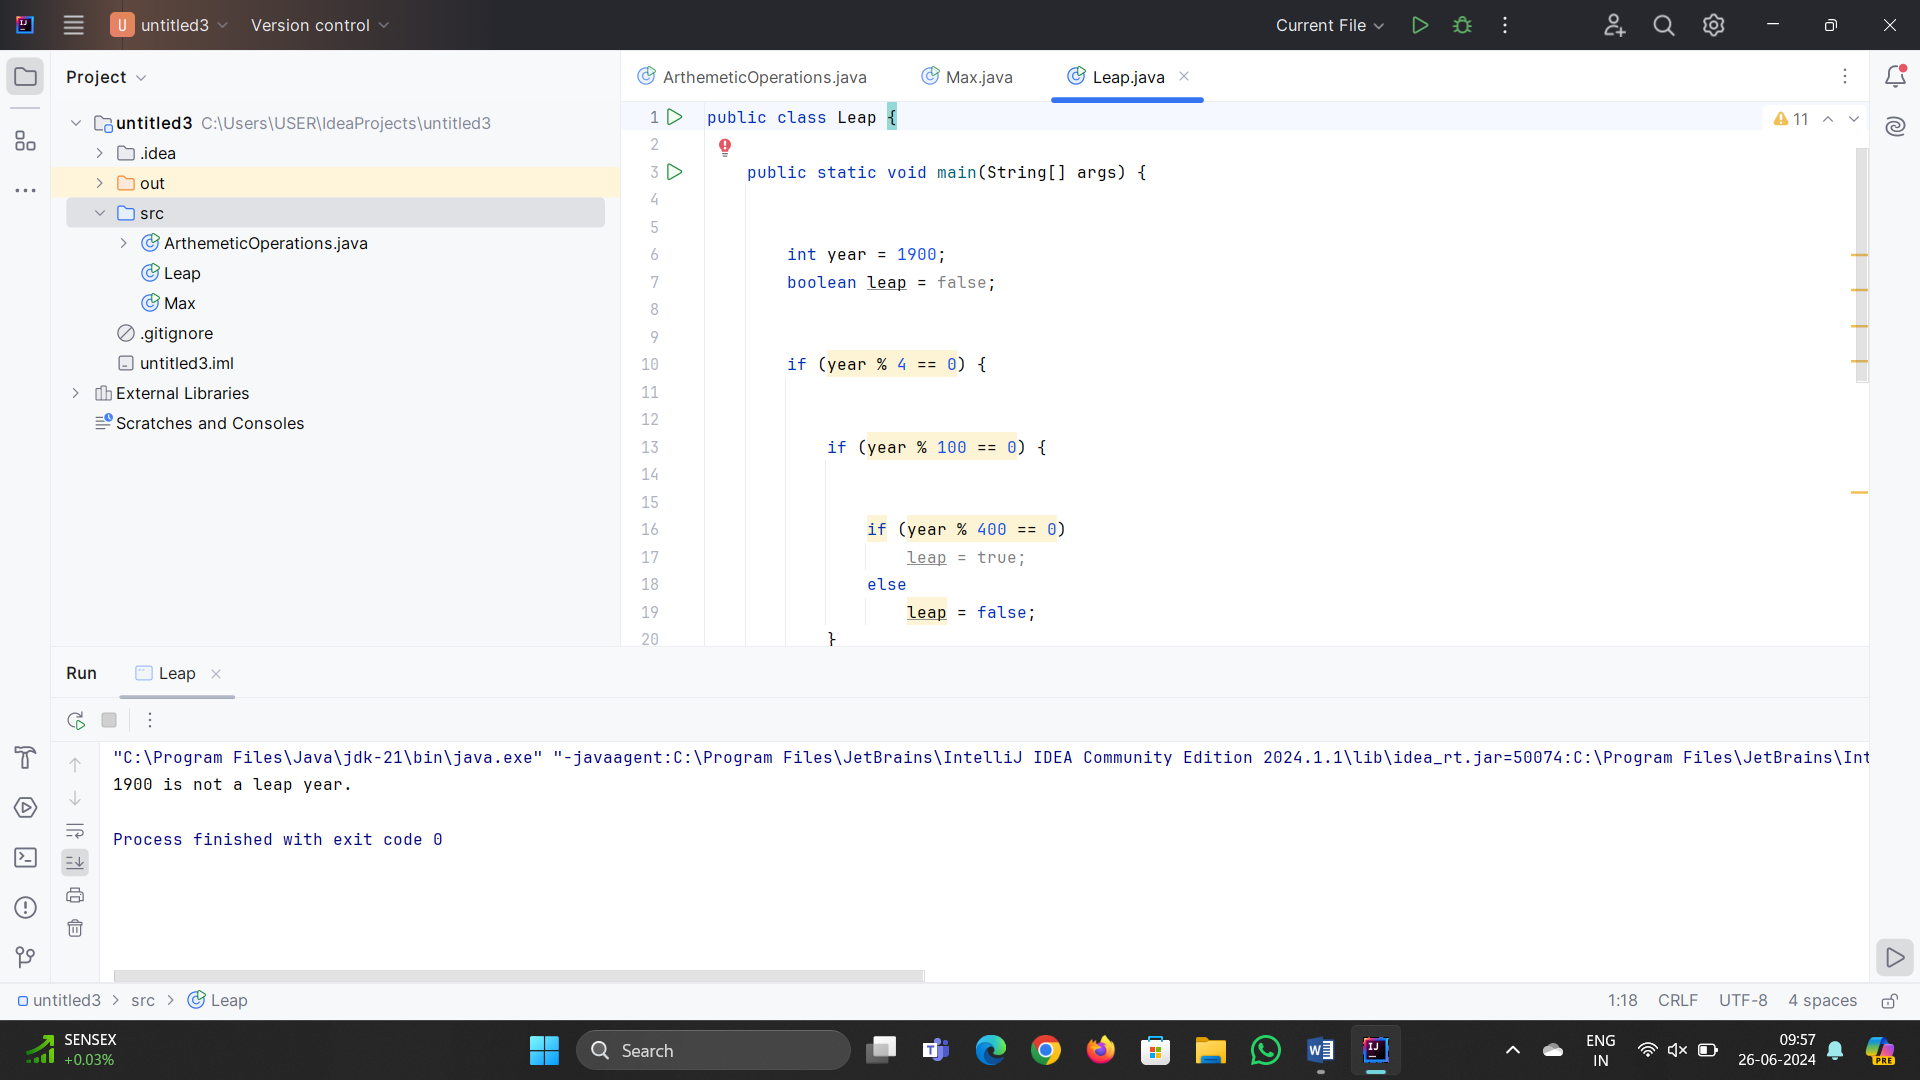 U untitled3 Version control Current File
Project
ArthemeticOperations.java Max.java Leap.java
untitled3 C:\Users\USER\IdeaProjects\untitled3
.idea
out
src
ArthemeticOperations.java
Leap
Max
.gitignore
untitled3.iml
External Libraries
Scratches and Consoles
11
1 public class Leap {
2
3 public static void main(String[] args) {
4
5
6 int year = 1900;
7 boolean leap = false;
8
9
10 if (year % 4 == 0) {
11
12
13 if (year % 100 == 0) {
14
15
16 if (year % 400 == 0)
17 leap = true;
18 else
19 leap = false;
20 }
Run Leap
"C:\Program Files\Java\jdk-21\bin\java.exe" "-javaagent:C:\Program Files\JetBrains\IntelliJ IDEA Community Edition 2024.1.1\lib\idea_rt.jar=50074:C:\Program Files\JetBrains\Int
1900 is not a leap year.
Process finished with exit code 0
untitled3 > src > Leap
1:18 CRLF UTF-8 4 spaces
SENSEX
+0.03%
Search
ENG
IN
09:57
26-06-2024
PRE